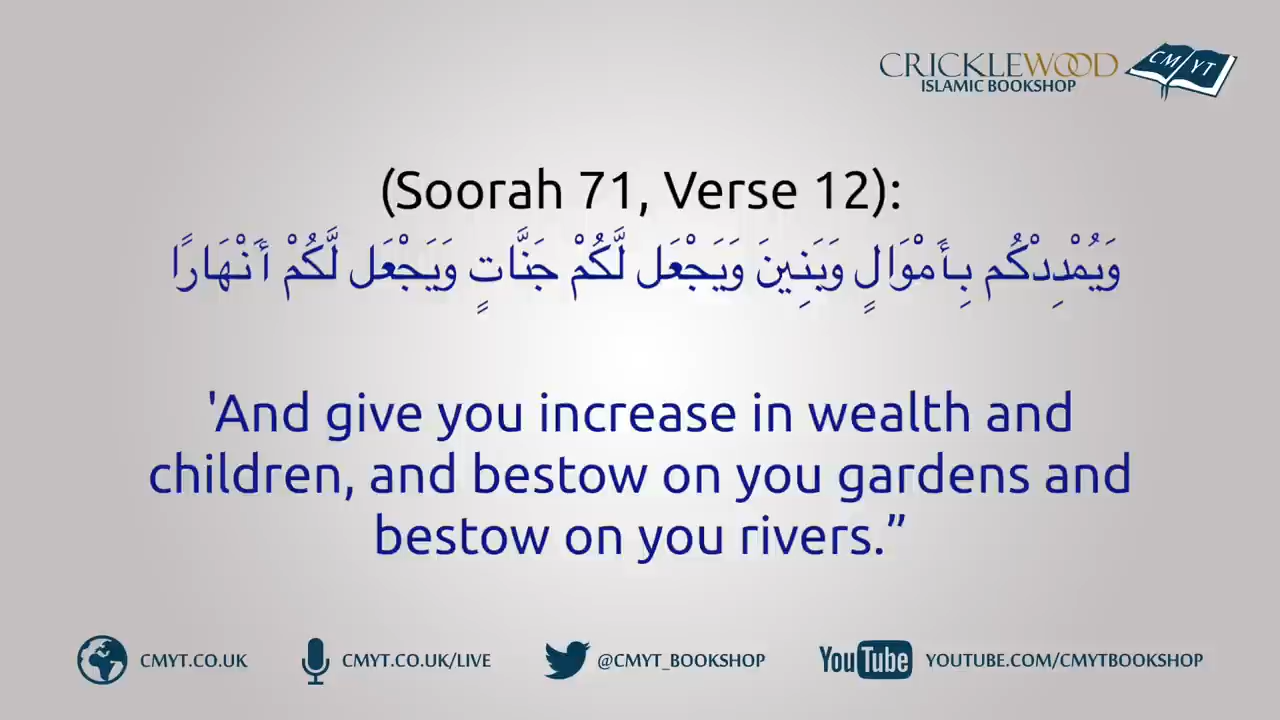 CRICKLEWOOD
CM YT
ISLAMIC BOOKSHOP
(Soorah 71, Verse 12):
وَيُمْدِدْكُم بِأَمْوَالٍ وَبَنِينَ وَيَجْعَل لَّكُمْ جَنَّاتٍ وَيَجْعَل لَّكُمْ أَنْهَارًا
'And give you increase in wealth and
children, and bestow on you gardens and
bestow on you rivers.”
CMYT.CO.UK
CMYT.CO.UK/LIVE
@CMYT_BOOKSHOP
YouTube
YOUTUBE.COM/CMYTBOOKSHOP